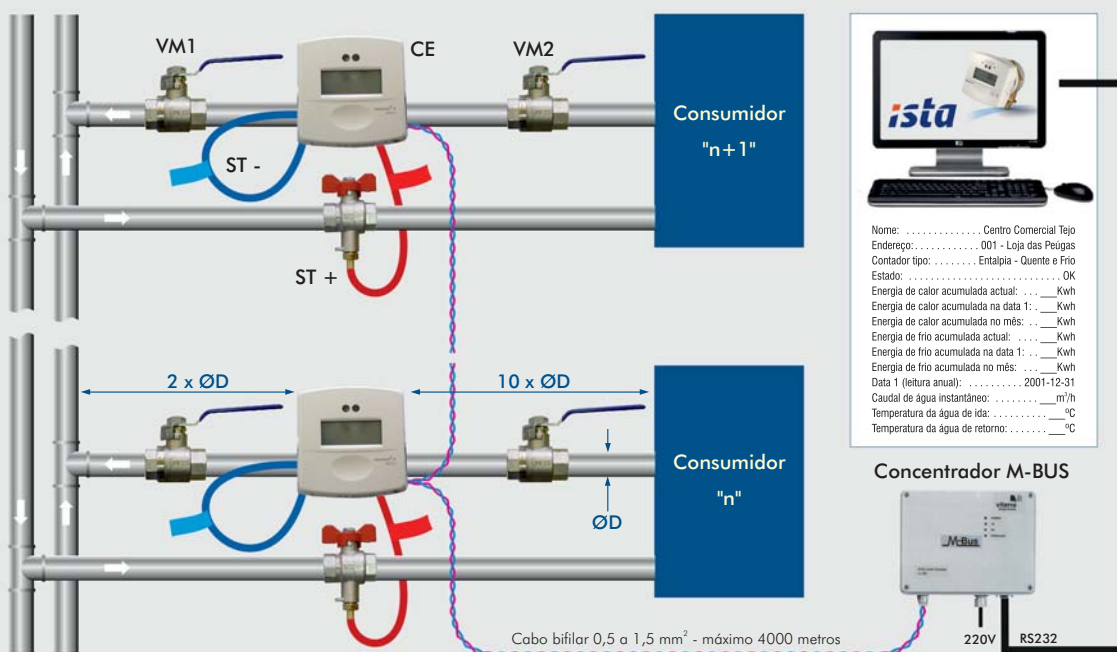 VM1
CE
VM2
ST -
ST +
Consumidor
"n+1"
2 x ØD
10 x ØD
ØD
Consumidor
"n"
Cabo bifilar 0,5 a 1,5 mm² - máximo 4000 metros
ista
Nome: . . . . . . . . . . . . . . Centro Comercial Tejo
Endereço: . . . . . . . . . . . . 001 - Loja das Peúgas
Contador tipo: . . . . . . . . Entalpia - Quente e Frio
Estado: . . . . . . . . . . . . . . . . . . . . . . . . . . . . OK
Energia de calor acumulada actual: . . . ___Kwh
Energia de calor acumulada na data 1: . ___Kwh
Energia de calor acumulada no mês: . . ___Kwh
Energia de frio acumulada actual: . . . . ___Kwh
Energia de frio acumulada na data 1: . . ___Kwh
Energia de frio acumulada no mês: . . . ___Kwh
Data 1 (leitura anual): . . . . . . . . . . 2001-12-31
Caudal de água instantâneo: . . . . . . . . ___m³/h
Temperatura da água de ida: . . . . . . . . . . ___ºC
Temperatura da água de retorno: . . . . . . . ___ºC
Concentrador M-BUS
viterra
M-Bus
220V
RS232